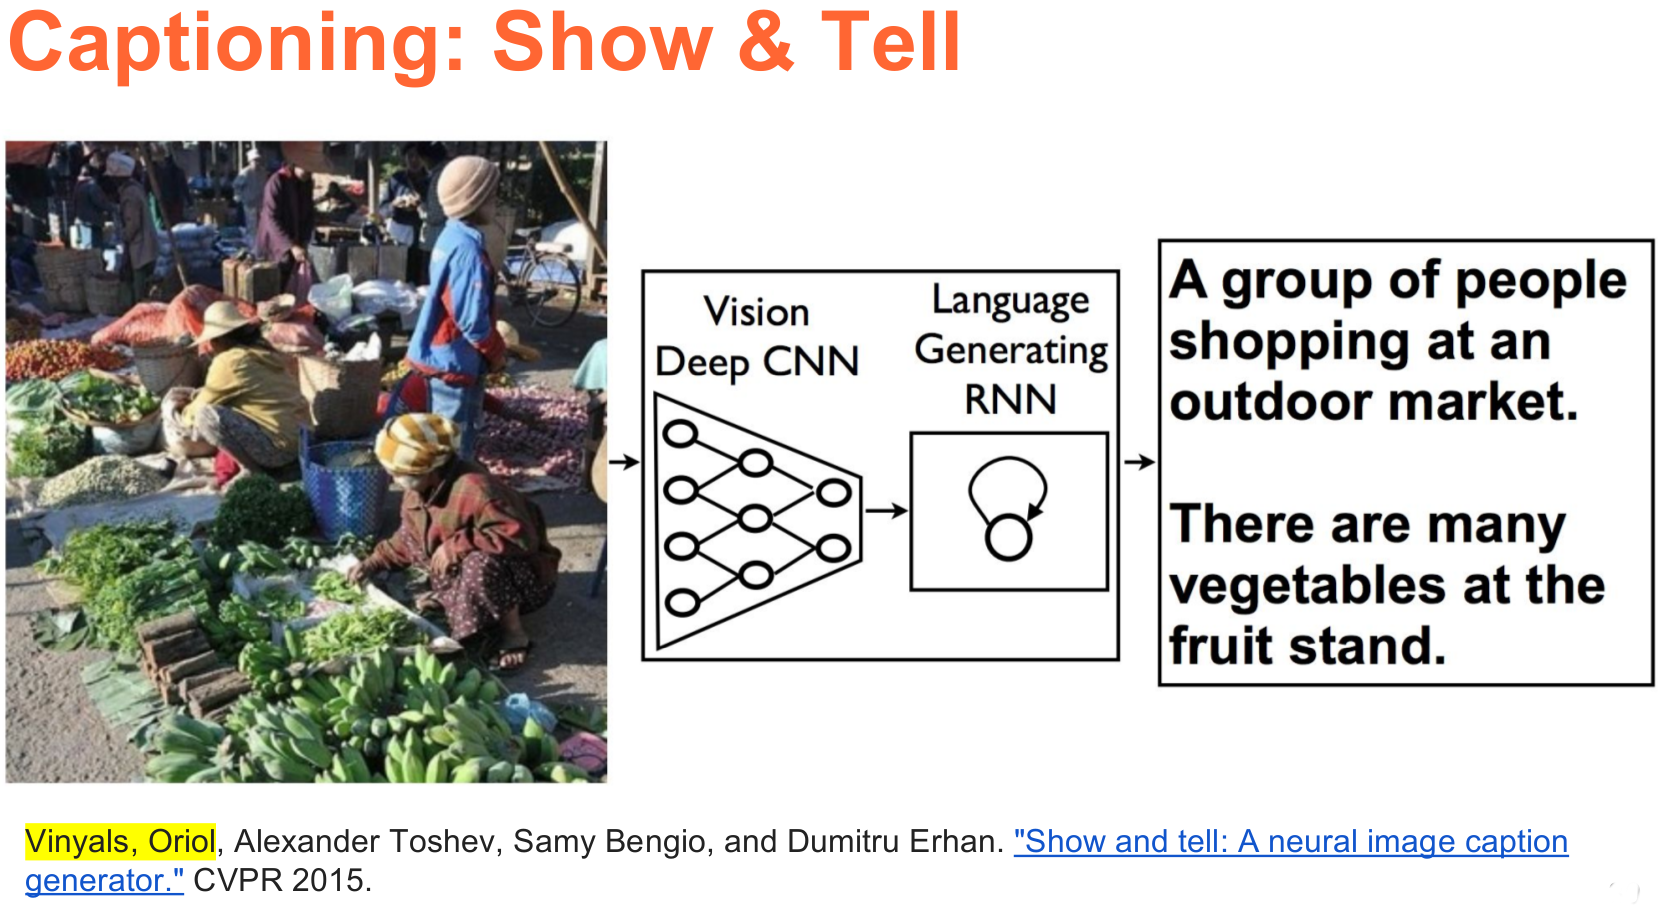 Captioning: Show & Tell
Vision
Deep CNN
Language
Generating
RNN
A group of people
shopping at an
outdoor market.
There are many
vegetables at the
fruit stand.
Vinyals, Oriol, Alexander Toshev, Samy Bengio, and Dumitru Erhan. "Show and tell: A neural image caption
generator." CVPR 2015.